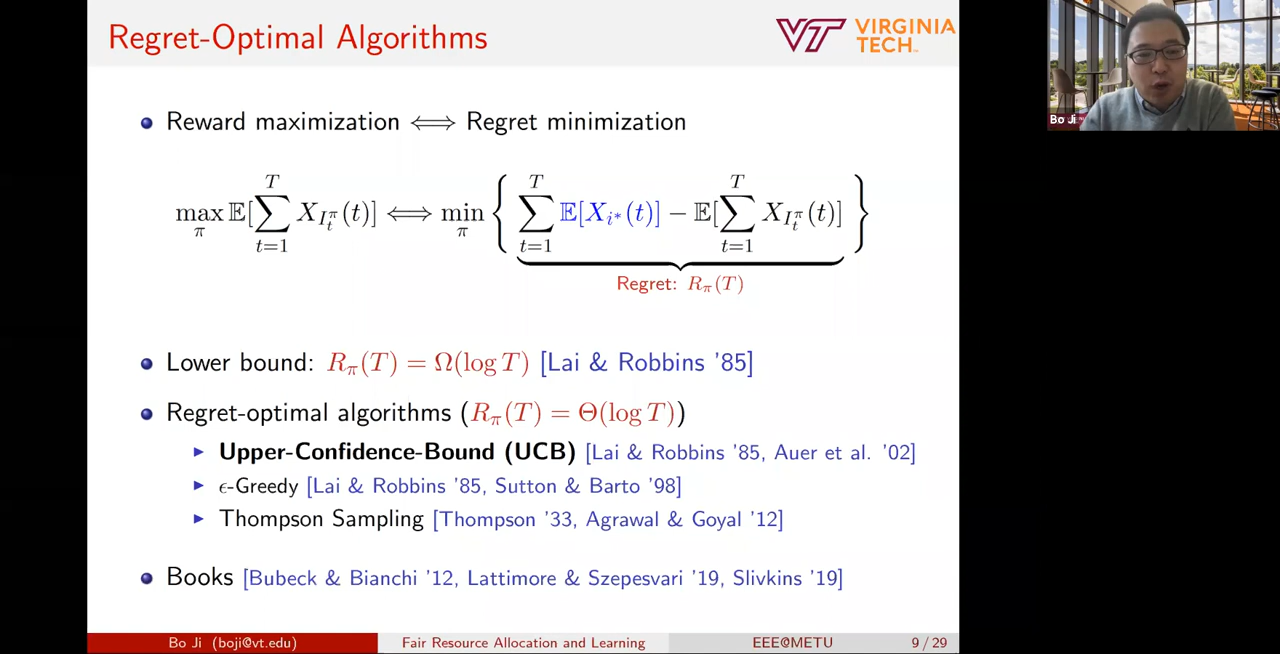 Regret-Optimal Algorithms
VT VIRGINIA TECH™
Bo Ji
Reward maximization ⟺ Regret minimization
max_π 𝔼[∑_{t=1}^{T} X_{I_t^π}(t)] ⟺ min_π { ∑_{t=1}^{T} 𝔼[X_{i*}(t)] − 𝔼[∑_{t=1}^{T} X_{I_t^π}(t)] }
Regret: R_π(T)
Lower bound: R_π(T) = Ω(log T) [Lai & Robbins '85]
Regret-optimal algorithms (R_π(T) = Θ(log T))
Upper-Confidence-Bound (UCB) [Lai & Robbins '85, Auer et al. '02]
ϵ-Greedy [Lai & Robbins '85, Sutton & Barto '98]
Thompson Sampling [Thompson '33, Agrawal & Goyal '12]
Books [Bubeck & Bianchi '12, Lattimore & Szepesvari '19, Slivkins '19]
Bo Ji (boji@vt.edu) Fair Resource Allocation and Learning EEE@METU 9 / 29